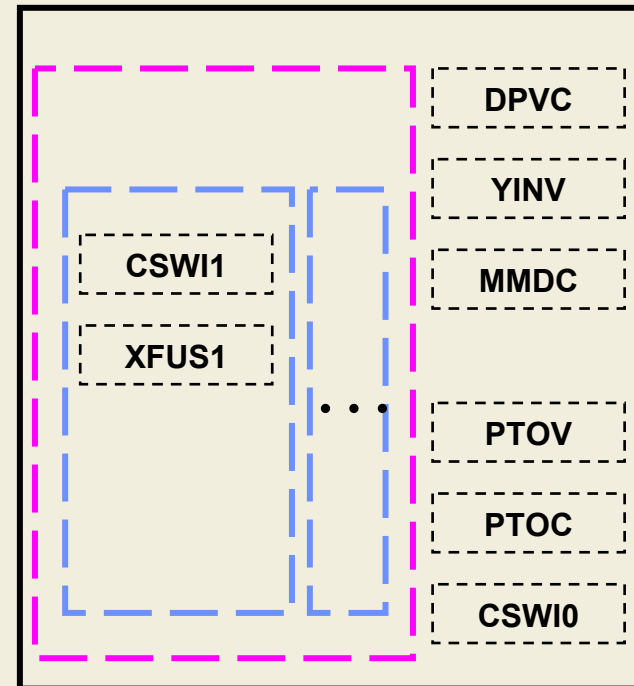 DPVC
YINV
CSWI1
MMDC
XFUS1
. . .
PTOV
PTOC
CSWI0